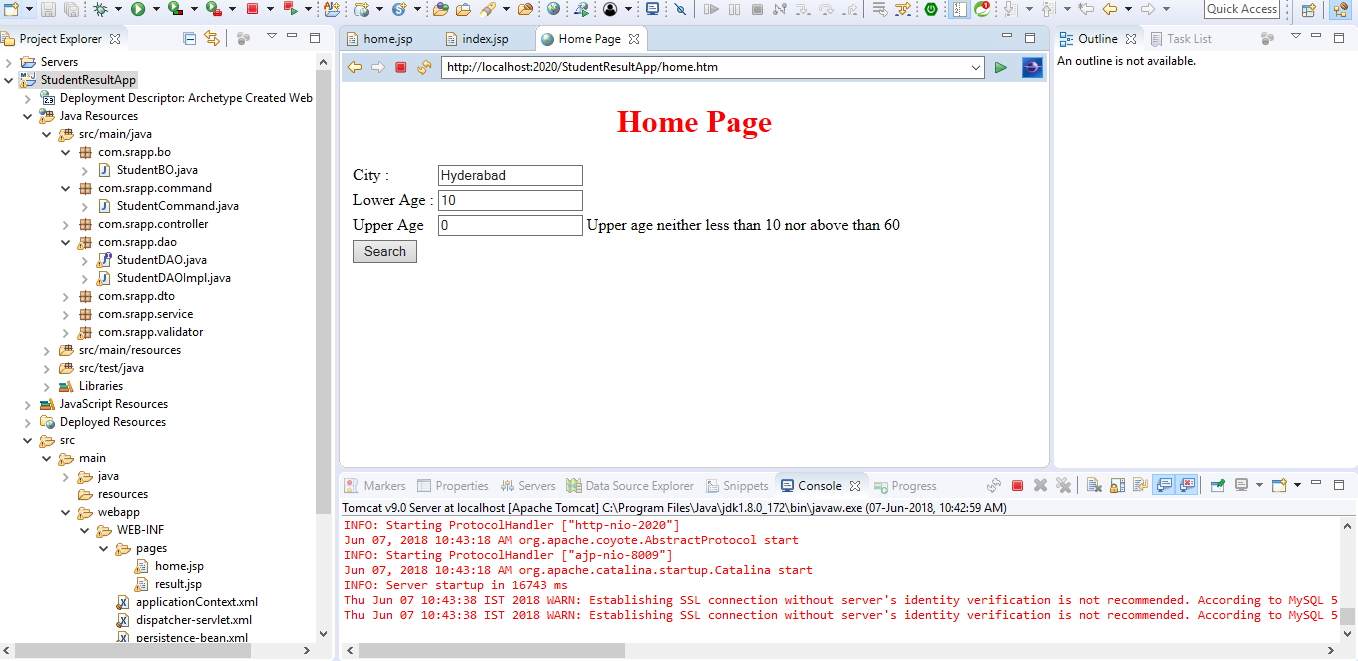 Quick Access
Project Explorer
Servers
StudentResultApp
Deployment Descriptor: Archetype Created Web
Java Resources
src/main/java
com.srapp.bo
StudentBO.java
com.srapp.command
StudentCommand.java
com.srapp.controller
com.srapp.dao
StudentDAO.java
StudentDAOImpl.java
com.srapp.dto
com.srapp.service
com.srapp.validator
src/main/resources
src/test/java
Libraries
JavaScript Resources
Deployed Resources
src
main
java
resources
webapp
WEB-INF
pages
home.jsp
result.jsp
applicationContext.xml
dispatcher-servlet.xml
persistence-bean.xml
home.jsp index.jsp Home Page
http://localhost:2020/StudentResultApp/home.htm
Home Page
City : Hyderabad
Lower Age : 10
Upper Age 0 Upper age neither less than 10 nor above than 60
Search
Outline Task List
An outline is not available.
Markers Properties Servers Data Source Explorer Snippets Console Progress
Tomcat v9.0 Server at localhost [Apache Tomcat] C:\Program Files\Java\jdk1.8.0_172\bin\javaw.exe (07-Jun-2018, 10:42:59 AM)
INFO: Starting ProtocolHandler ["http-nio-2020"]
Jun 07, 2018 10:43:18 AM org.apache.coyote.AbstractProtocol start
INFO: Starting ProtocolHandler ["ajp-nio-8009"]
Jun 07, 2018 10:43:18 AM org.apache.catalina.startup.Catalina start
INFO: Server startup in 16743 ms
Thu Jun 07 10:43:38 IST 2018 WARN: Establishing SSL connection without server's identity verification is not recommended. According to MySQL 5
Thu Jun 07 10:43:38 IST 2018 WARN: Establishing SSL connection without server's identity verification is not recommended. According to MySQL 5